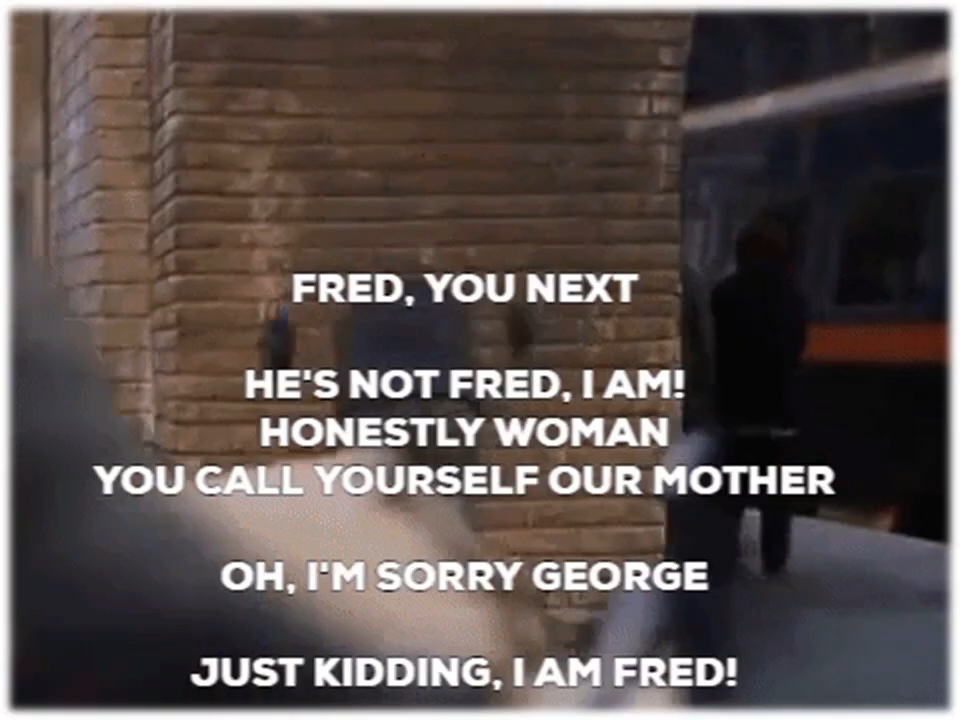 FRED, YOU NEXT
HE'S NOT FRED, I AM!
HONESTLY WOMAN
YOU CALL YOURSELF OUR MOTHER
OH, I'M SORRY GEORGE
JUST KIDDING, I AM FRED!